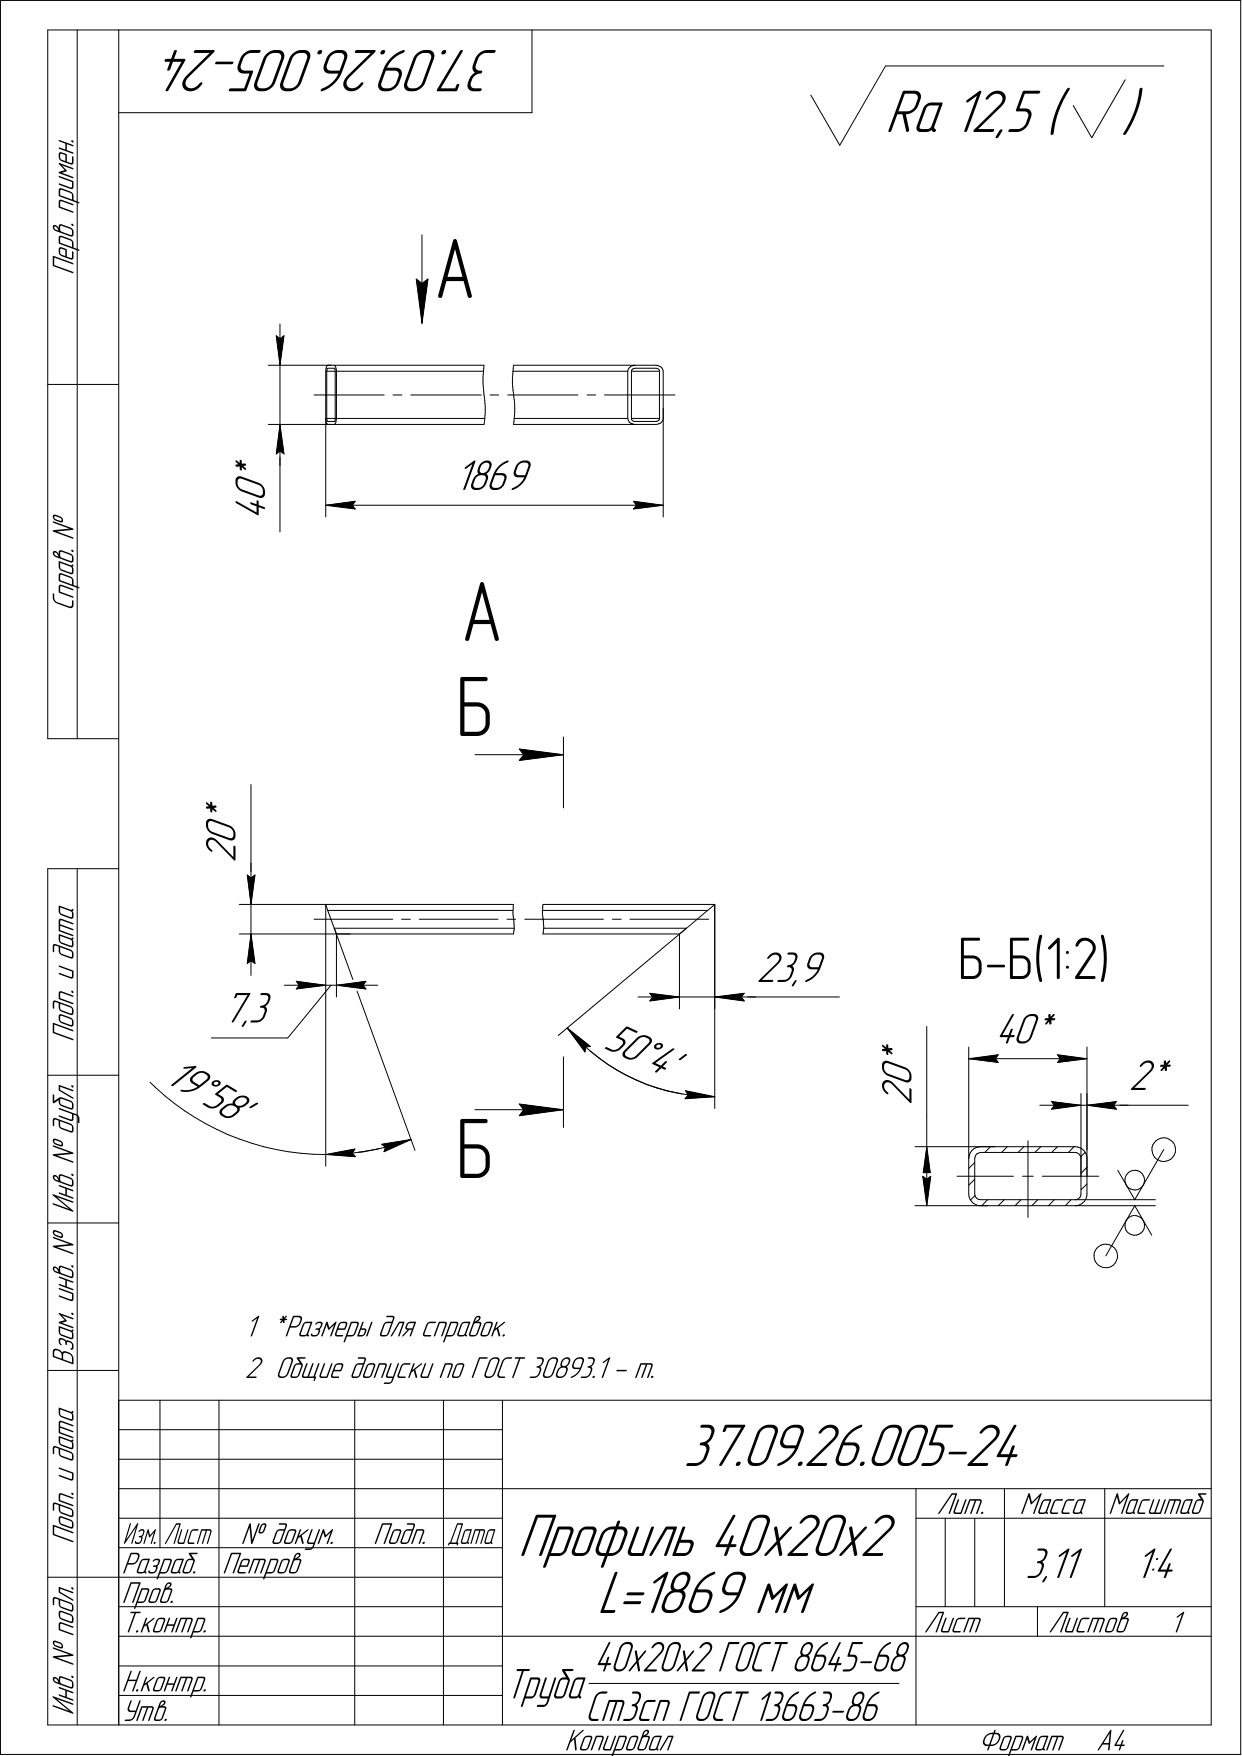 37.09.26.005-24
Ra 12,5 (√)
Перв. примен.
Справ. №
Подп. и дата
Инв. № дубл.
Взам. инв. №
Подп. и дата
Инв. № подл.
А
40*
1869
А
Б
20*
7,3
19°58'
50°4'
23,9
Б
Б-Б(1:2)
40*
20*
2*
1 *Размеры для справок.
2 Общие допуски по ГОСТ 30893.1 - m.
37.09.26.005-24
Лит. Масса Масштаб
Изм. Лист № докум. Подп. Дата
Разраб. Петров
Пров.
Т.контр.
Н.контр.
Утв.
Профиль 40x20x2
L=1869 мм
3,11 1:4
Лист Листов 1
Труба 40x20x2 ГОСТ 8645-68
Ст3сп ГОСТ 13663-86
Копировал Формат А4